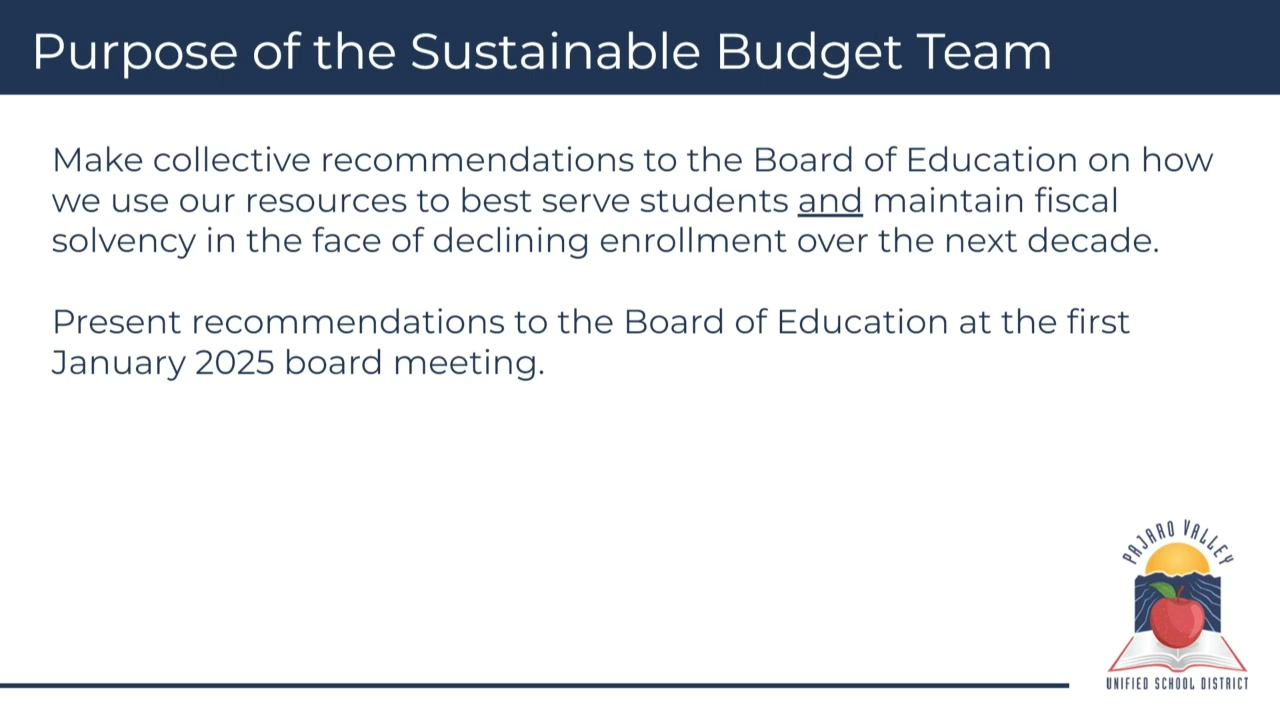 Purpose of the Sustainable Budget Team
Make collective recommendations to the Board of Education on how
we use our resources to best serve students and maintain fiscal
solvency in the face of declining enrollment over the next decade.
Present recommendations to the Board of Education at the first
January 2025 board meeting.
PAJARO VALLEY
UNIFIED SCHOOL DISTRICT